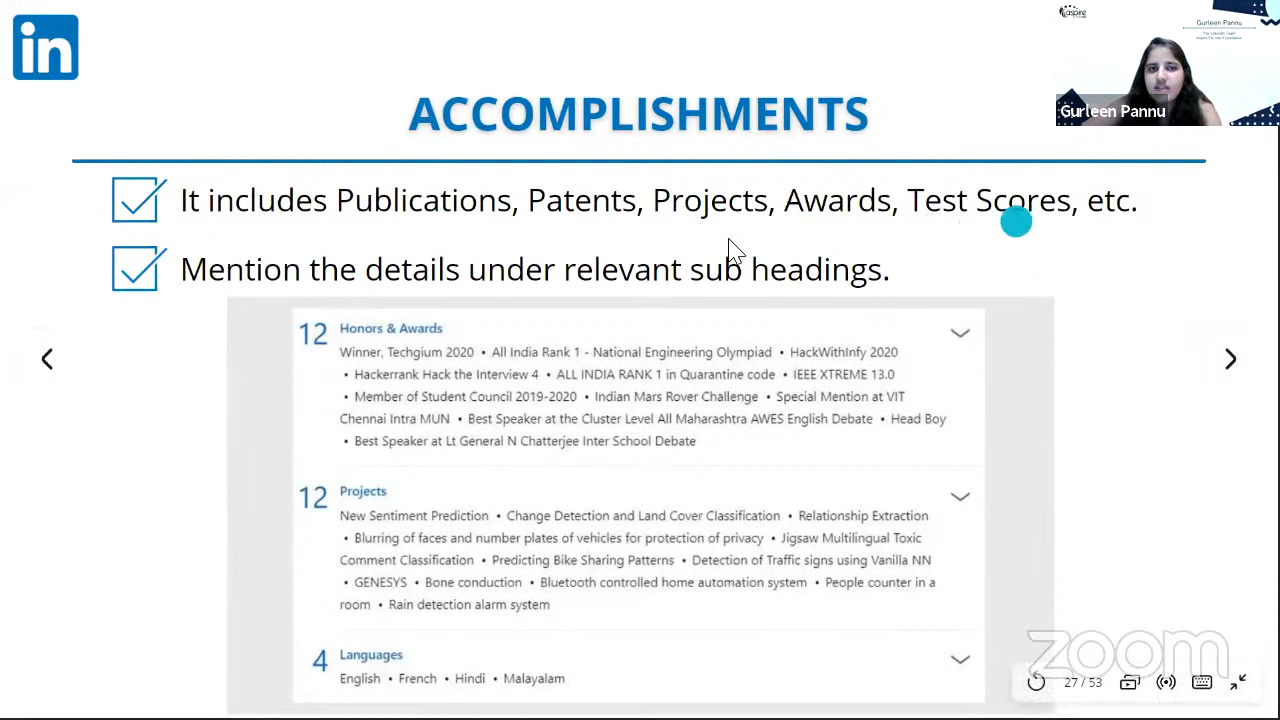 in
aspire
Gurleen Pannu
Gurleen Pannu
ACCOMPLISHMENTS
It includes Publications, Patents, Projects, Awards, Test Scores, etc.
Mention the details under relevant sub headings.
12 Honors & Awards
Winner, Techgium 2020 • All India Rank 1 - National Engineering Olympiad • HackWithInfy 2020
• Hackerrank Hack the Interview 4 • ALL INDIA RANK 1 in Quarantine code • IEEE XTREME 13.0
• Member of Student Council 2019-2020 • Indian Mars Rover Challenge • Special Mention at VIT
Chennai Intra MUN • Best Speaker at the Cluster Level All Maharashtra AWES English Debate • Head Boy
• Best Speaker at Lt General N Chatterjee Inter School Debate
12 Projects
New Sentiment Prediction • Change Detection and Land Cover Classification • Relationship Extraction
• Blurring of faces and number plates of vehicles for protection of privacy • Jigsaw Multilingual Toxic
Comment Classification • Predicting Bike Sharing Patterns • Detection of Traffic signs using Vanilla NN
• GENESYS • Bone conduction • Bluetooth controlled home automation system • People counter in a
room • Rain detection alarm system
4 Languages
English • French • Hindi • Malayalam
zoom
27 / 53